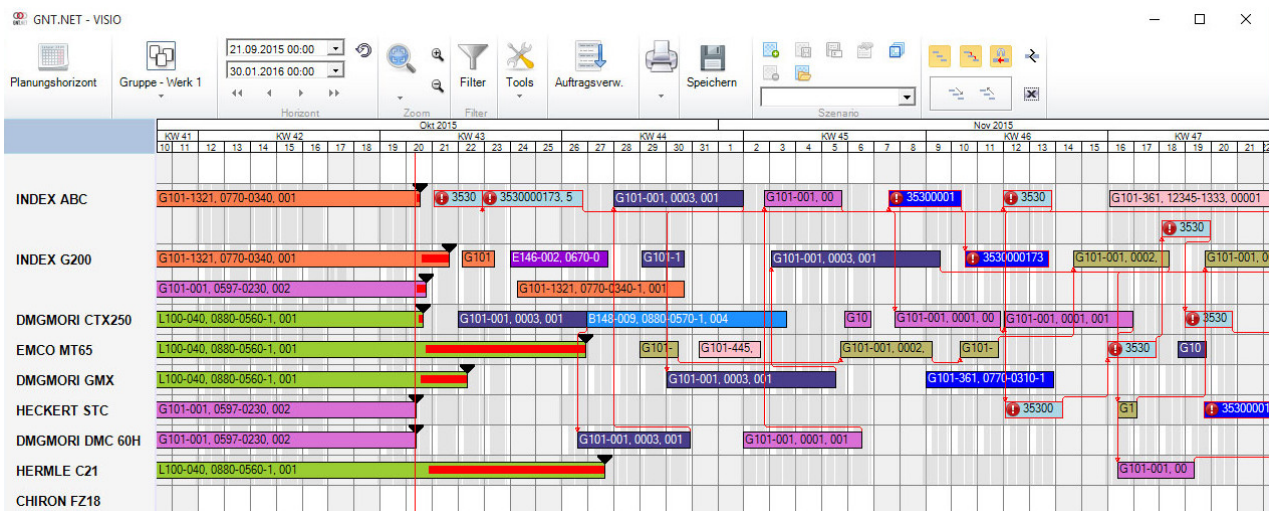 GNT.NET - VISIO
21.09.2015 00:00
30.01.2016 00:00
Planungshorizont
Gruppe - Werk 1
Filter
Tools
Auftragsverw.
Speichern
Horizont
Zoom
Filter
Szenario
Okt 2015
Nov 2015
KW 41 KW 42 KW 43 KW 44 KW 45 KW 46 KW 47
10 11 12 13 14 15 16 17 18 19 20 21 22 23 24 25 26 27 28 29 30 31 1 2 3 4 5 6 7 8 9 10 11 12 13 14 15 16 17 18 19 20 21
INDEX ABC G101-1321, 0770-0340, 001 3530 3530000173, 5 G101-001, 0003, 001 G101-001, 00 35300001 3530 G101-361, 12345-1333, 00001
3530
INDEX G200 G101-1321, 0770-0340, 001 G101 E146-002, 0670-0 G101-1 G101-001, 0003, 001 3530000173 G101-001, 0002, G101-001, 0
G101-001, 0597-0230, 002 G101-1321, 0770-0340-1, 001
DMGMORI CTX250 L100-040, 0880-0560-1, 001 G101-001, 0003, 001 B148-009, 0880-0570-1, 004 G10 G101-001, 0001, 00 G101-001, 0001, 001 3530
EMCO MT65 L100-040, 0880-0560-1, 001 G101- G101-445, G101-001, 0002, G101- 3530 G10
DMGMORI GMX L100-040, 0880-0560-1, 001 G101-001, 0003, 001 G101-361, 0770-0310-1
HECKERT STC G101-001, 0597-0230, 002 35300 G1 35300001
DMGMORI DMC 60H G101-001, 0597-0230, 002 G101-001, 0003, 001 G101-001, 0001, 001
HERMLE C21 L100-040, 0880-0560-1, 001 G101-001, 00
CHIRON FZ18